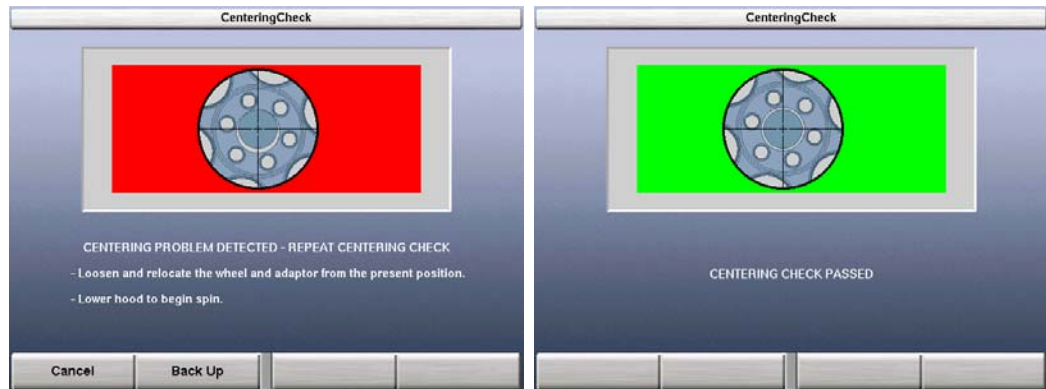 CenteringCheck
CENTERING PROBLEM DETECTED - REPEAT CENTERING CHECK
- Loosen and relocate the wheel and adaptor from the present position.
- Lower hood to begin spin.
Cancel
Back Up
CenteringCheck
CENTERING CHECK PASSED